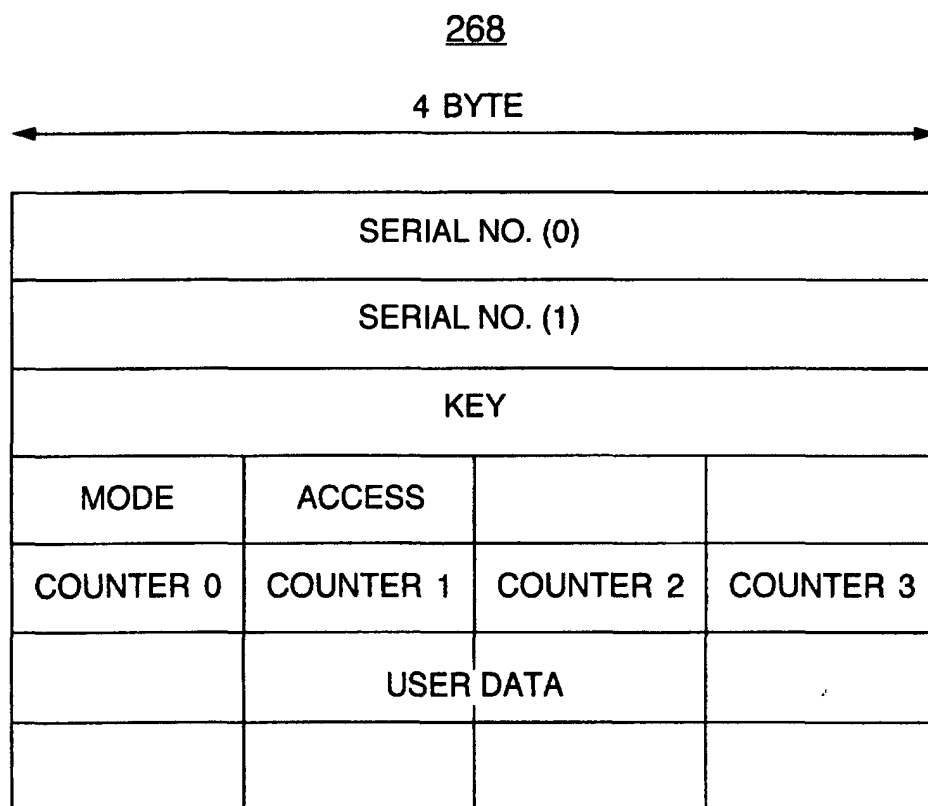 268
4 BYTE
SERIAL NO. (0)
SERIAL NO. (1)
KEY
MODE ACCESS
COUNTER 0 COUNTER 1 COUNTER 2 COUNTER 3
USER DATA